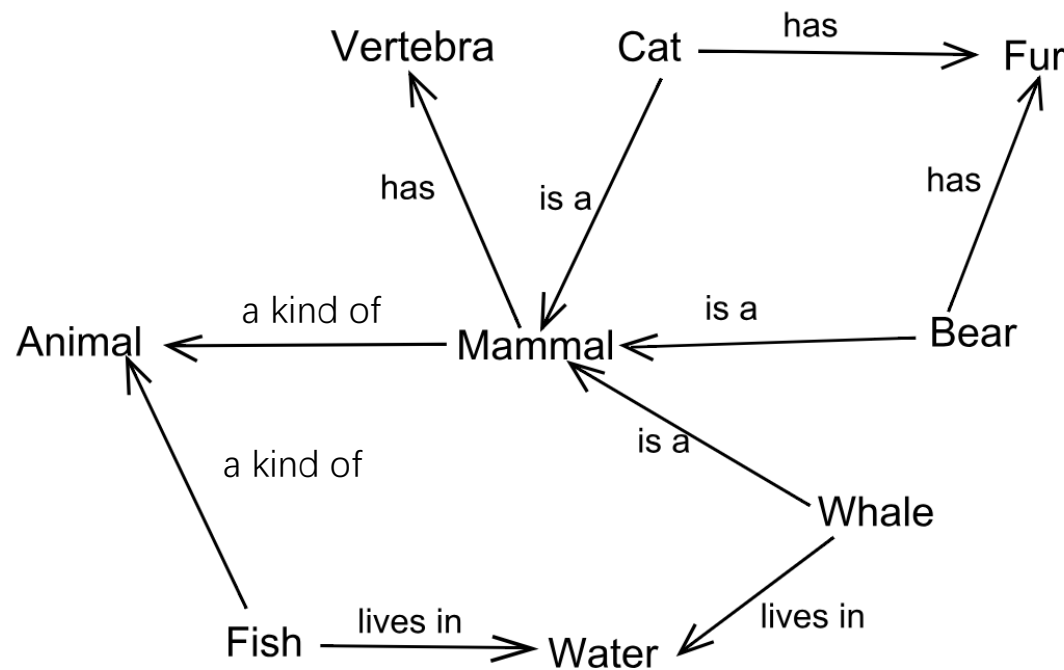 Vertebra
Cat
has
Fur
has
is a
has
a kind of
is a
Animal
Mammal
Bear
is a
a kind of
Whale
lives in
lives in
Fish
Water